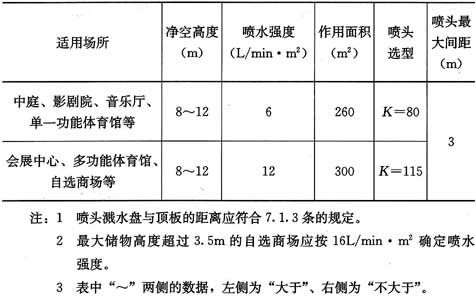 适用场所 净空高度（m） 喷水强度（L/min·m²） 作用面积（m²） 喷头选型 喷头最大间距（m）
中庭、影剧院、音乐厅、单一功能体育馆等 8～12 6 260 K=80 3
会展中心、多功能体育馆、自选商场等 8～12 12 300 K=115
注：1 喷头溅水盘与顶板的距离应符合7.1.3条的规定。
2 最大储物高度超过3.5m的自选商场应按16L/min·m²确定喷水
强度。
3 表中“～”两侧的数据，左侧为“大于”、右侧为“不大于”。